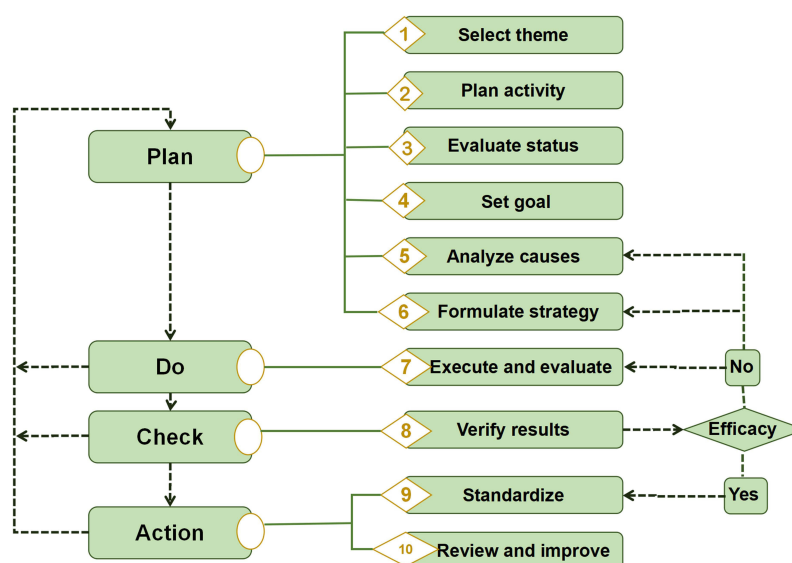 1 Select theme
2 Plan activity
3 Evaluate status
Plan
4 Set goal
5 Analyze causes
6 Formulate strategy
Do
7 Execute and evaluate
No
Check
8 Verify results
Efficacy
9 Standardize
Yes
Action
10 Review and improve